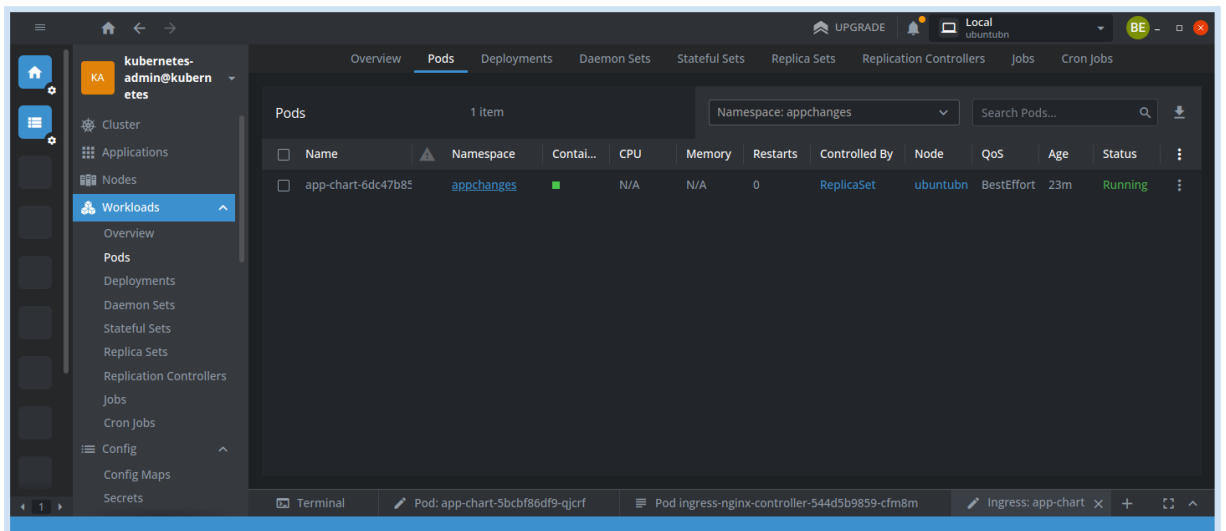 UPGRADE
Local
ubuntubn
BE
KA
kubernetes-
admin@kubern
etes
Overview Pods Deployments Daemon Sets Stateful Sets Replica Sets Replication Controllers Jobs Cron Jobs
Cluster
Applications
Nodes
Workloads
Overview
Pods
Deployments
Daemon Sets
Stateful Sets
Replica Sets
Replication Controllers
Jobs
Cron Jobs
Config
Config Maps
Secrets
Pods 1 item Namespace: appchanges Search Pods...
Name Namespace Contai... CPU Memory Restarts Controlled By Node QoS Age Status
app-chart-6dc47b85 appchanges N/A N/A 0 ReplicaSet ubuntubn BestEffort 23m Running
1
Terminal Pod: app-chart-5bcbf86df9-qjcrf Pod ingress-nginx-controller-544d5b9859-cfm8m Ingress: app-chart